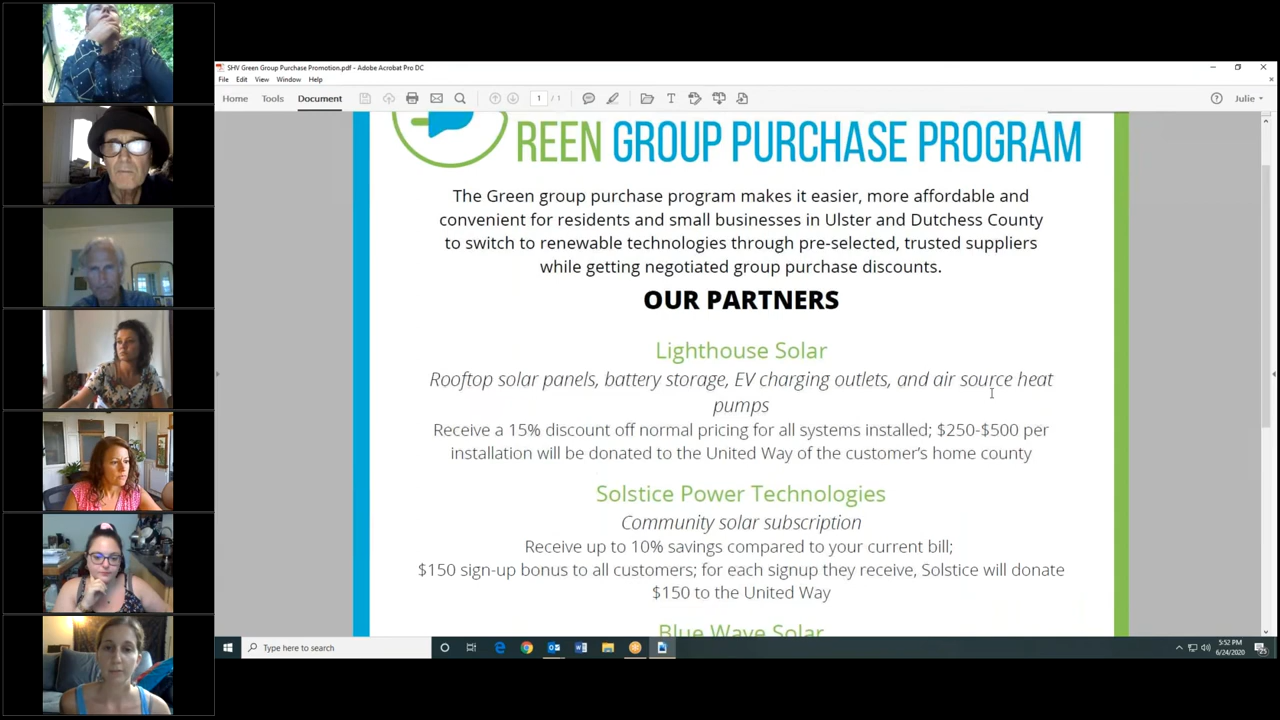 SHV Green Group Purchase Promotion.pdf - Adobe Acrobat Pro DC
File Edit View Window Help
Home Tools Document 1 / 1 Julie
REEN GROUP PURCHASE PROGRAM
The Green group purchase program makes it easier, more affordable and
convenient for residents and small businesses in Ulster and Dutchess County
to switch to renewable technologies through pre-selected, trusted suppliers
while getting negotiated group purchase discounts.
OUR PARTNERS
Lighthouse Solar
Rooftop solar panels, battery storage, EV charging outlets, and air source heat
pumps
Receive a 15% discount off normal pricing for all systems installed; $250-$500 per
installation will be donated to the United Way of the customer's home county
Solstice Power Technologies
Community solar subscription
Receive up to 10% savings compared to your current bill;
$150 sign-up bonus to all customers; for each signup they receive, Solstice will donate
$150 to the United Way
Blue Wave Solar
Type here to search
5:52 PM
6/24/2020